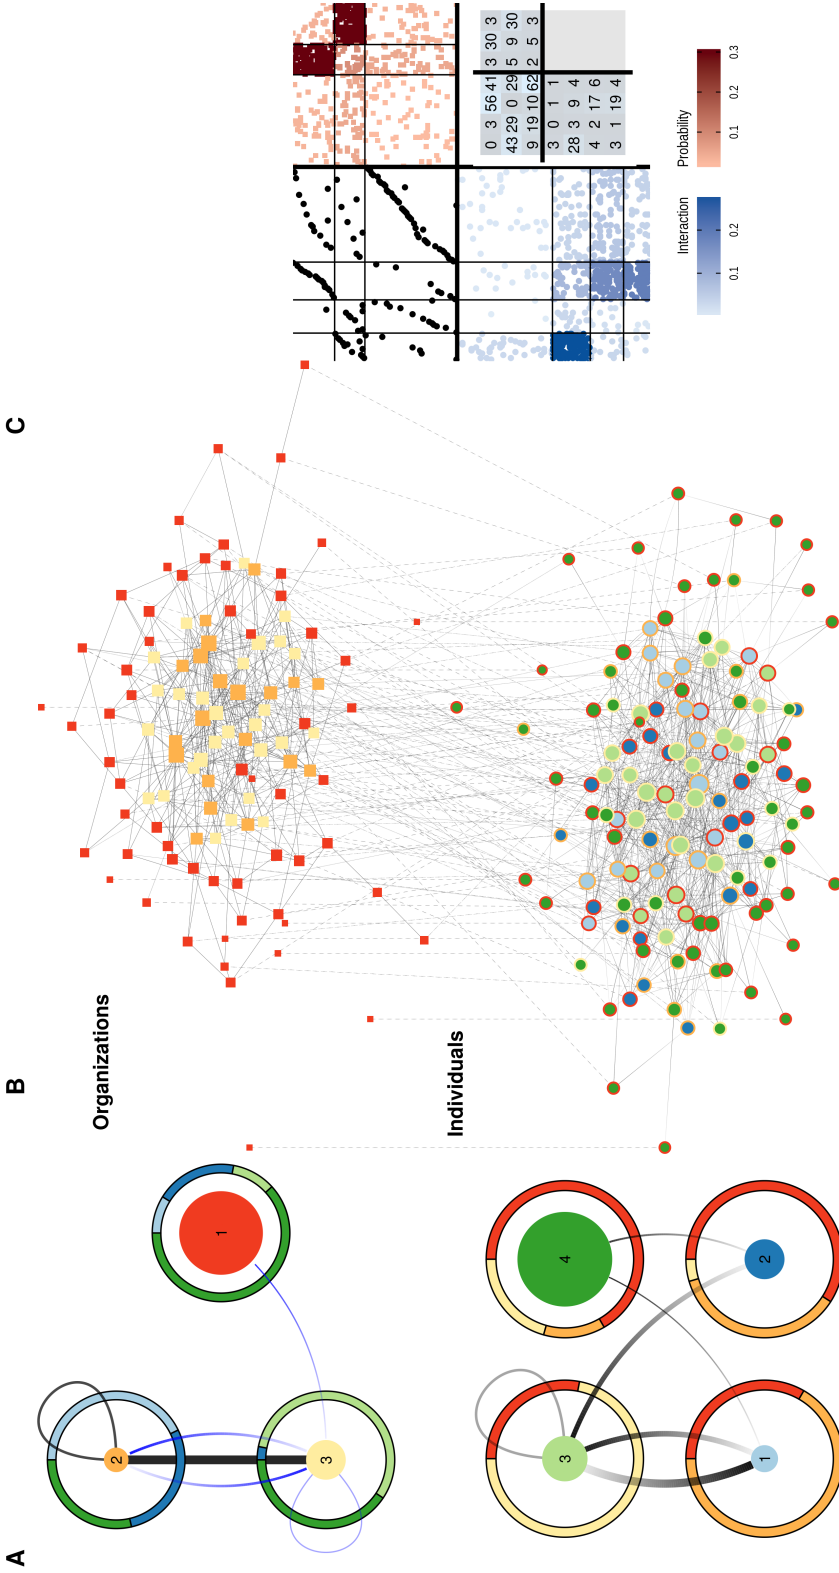 A
B
C
Organizations
Individuals
2
3
1
3
4
1
2
0 3 56 41 3 30 3
43 29 0 29 5 9 30
9 19 10 62 2 5 3
3 0 1 1
28 3 9 4
4 2 17 6
3 1 19 4
Interaction
0.1 0.2
Probability
0.1 0.2 0.3